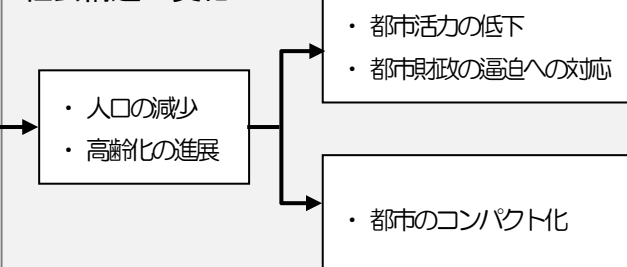 ・ 都市活力の低下
・ 都市財政の逼迫への対応
・ 人口の減少
・ 高齢化の進展
・ 都市のコンパクト化